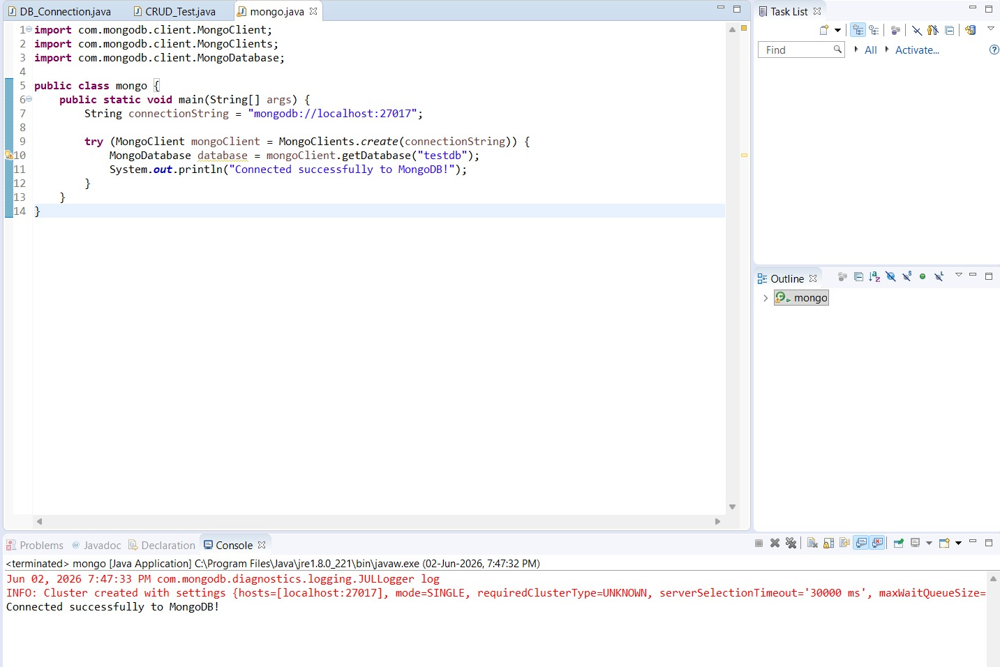 DB_Connection.java CRUD_Test.java mongo.java
1 import com.mongodb.client.MongoClient;
2 import com.mongodb.client.MongoClients;
3 import com.mongodb.client.MongoDatabase;
4
5 public class mongo {
6     public static void main(String[] args) {
7         String connectionString = "mongodb://localhost:27017";
8
9         try (MongoClient mongoClient = MongoClients.create(connectionString)) {
10             MongoDatabase database = mongoClient.getDatabase("testdb");
11             System.out.println("Connected successfully to MongoDB!");
12         }
13     }
14 }
Task List
Find All Activate...
Outline
mongo
Problems @ Javadoc Declaration Console
<terminated> mongo [Java Application] C:\Program Files\Java\jre1.8.0_221\bin\javaw.exe (02-Jun-2026, 7:47:32 PM)
Jun 02, 2026 7:47:33 PM com.mongodb.diagnostics.logging.JULLogger log
INFO: Cluster created with settings {hosts=[localhost:27017], mode=SINGLE, requiredClusterType=UNKNOWN, serverSelectionTimeout='30000 ms', maxWaitQueueSize=
Connected successfully to MongoDB!